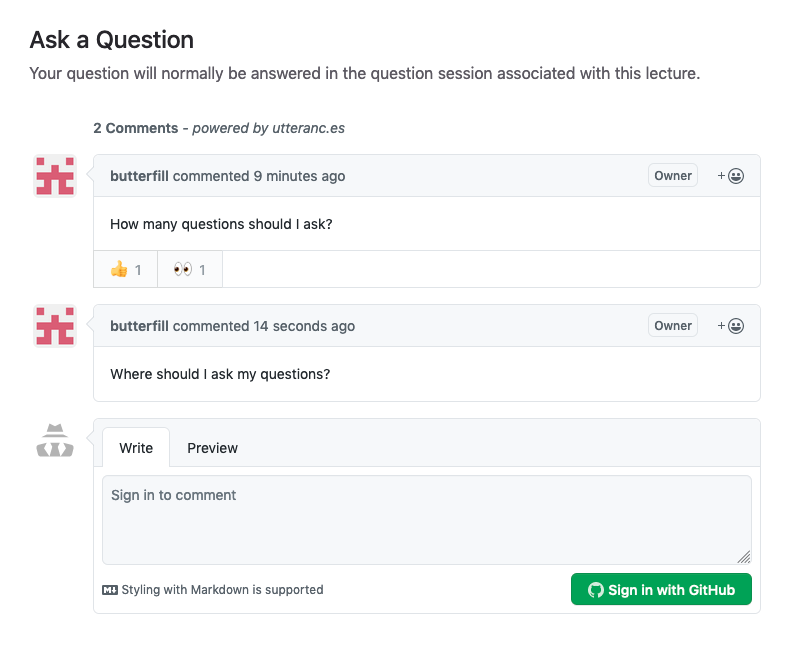 Ask a Question
Your question will normally be answered in the question session associated with this lecture.
2 Comments - powered by utteranc.es
butterfill commented 9 minutes ago Owner +
How many questions should I ask?
1 1
butterfill commented 14 seconds ago Owner +
Where should I ask my questions?
Write Preview
Sign in to comment
Styling with Markdown is supported Sign in with GitHub